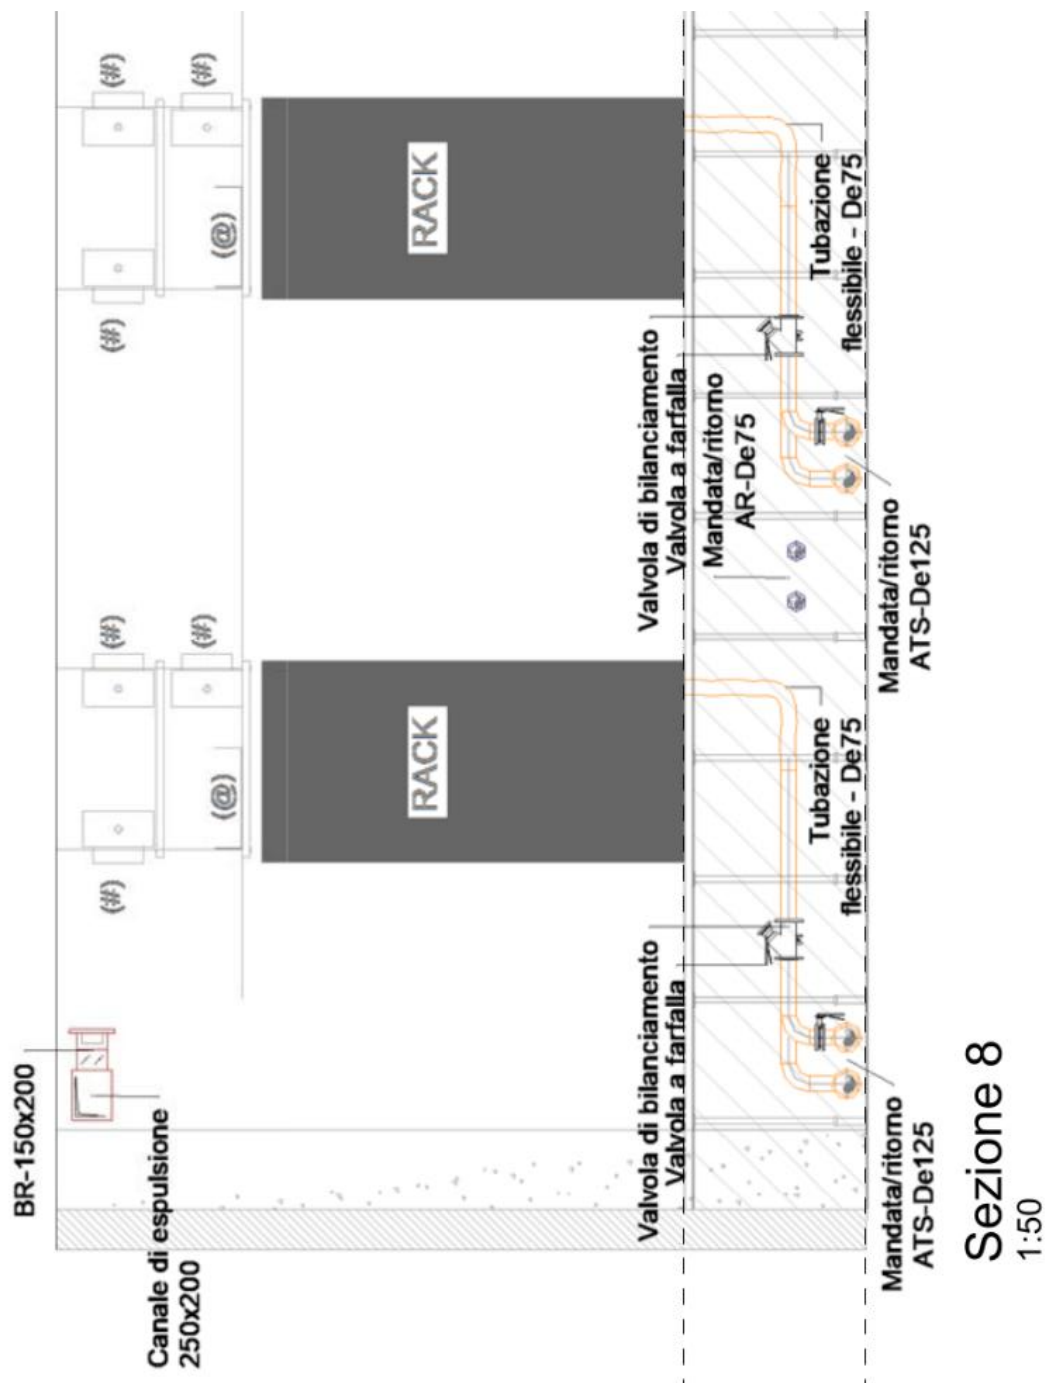 BR-150x200
Canale di espulsione
250x200
(#)
(#)
(#)
(@)
RACK
(#)
(#)
(#)
(@)
RACK
Valvola di bilanciamento
Valvola a farfalla
Tubazione
flessibile - De75
Mandata/ritorno
ATS-De125
Valvola di bilanciamento
Valvola a farfalla
Mandata/ritorno
AR-De75
Tubazione
flessibile - De75
Mandata/ritorno
ATS-De125
Sezione 8
1:50